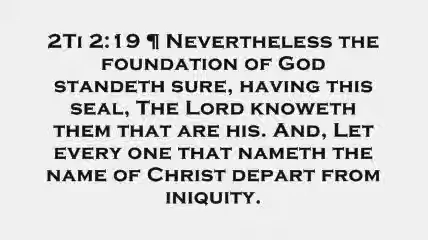 2Ti 2:19 ¶ Nevertheless the
foundation of God
standeth sure, having this
seal, The Lord knoweth
them that are his. And, Let
every one that nameth the
name of Christ depart from
iniquity.